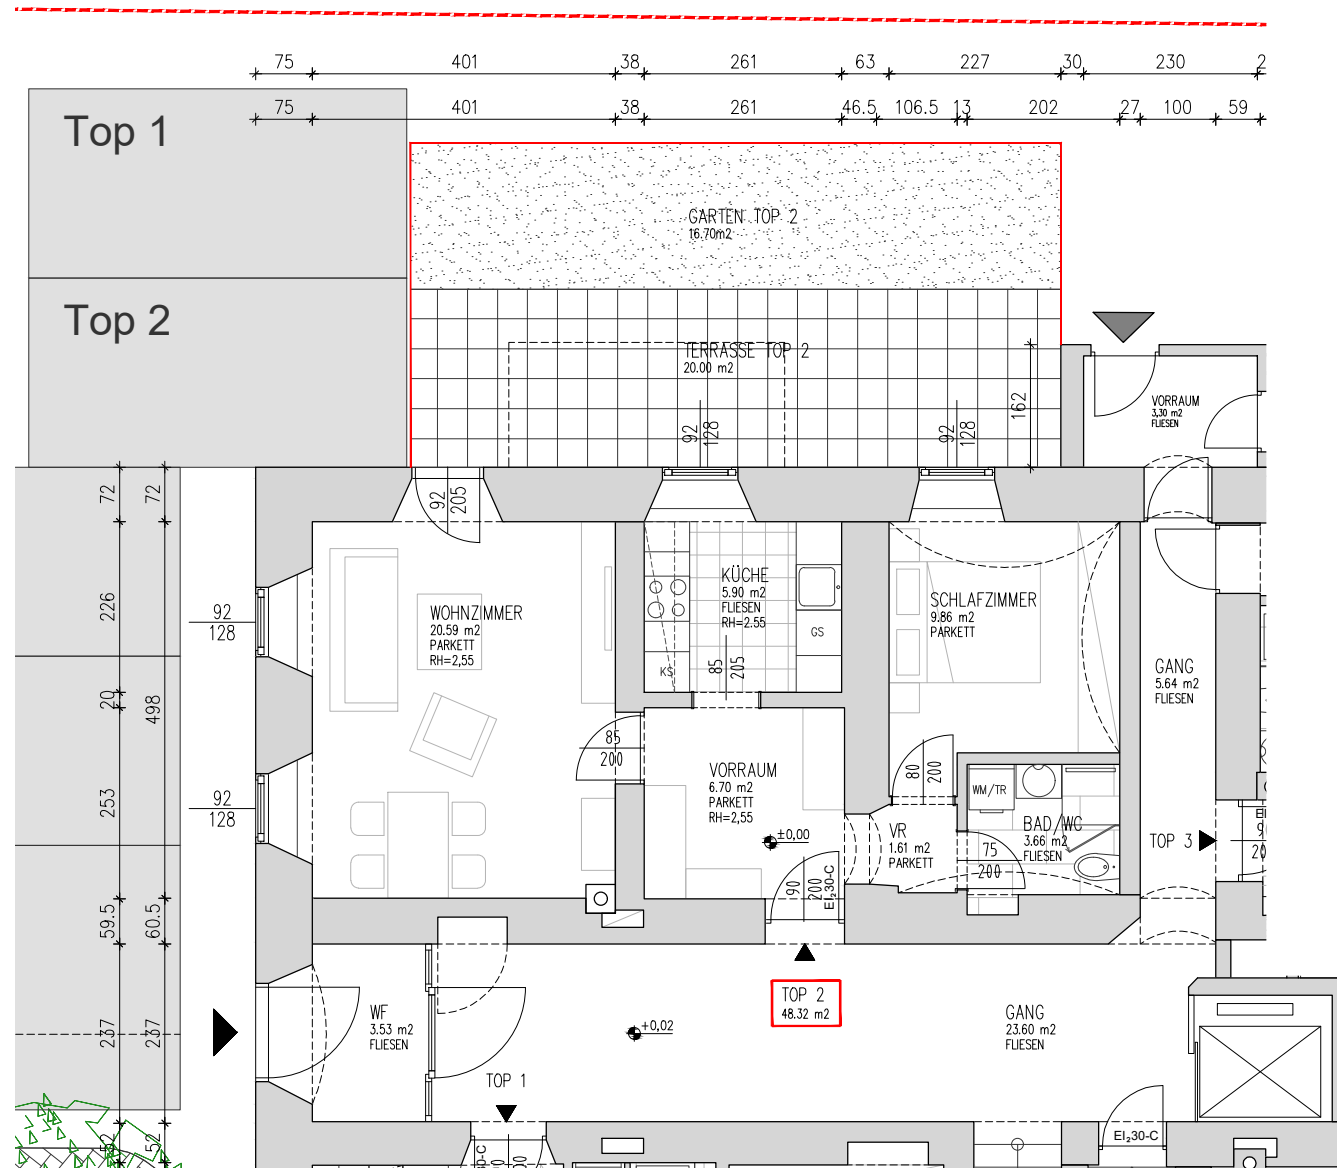 75 401 38 261 63 227 30 230 2
75 401 38 261 46.5 106.5 13 202 27 100 59
Top 1
Top 2
GARTEN TOP 2
16.70m2
TERRASSE TOP 2
20.00 m2
162
92
128
92
128
VORRAUM
3,30 m2
FLIESEN
72
72
92
205
226
92
128
WOHNZIMMER
20.59 m2
PARKETT
RH=2,55
KÜCHE
5.90 m2
FLIESEN
RH=2.55
GS
KS
85
205
SCHLAFZIMMER
9.86 m2
PARKETT
GANG
5.64 m2
FLIESEN
20
498
85
200
VORRAUM
6.70 m2
PARKETT
RH=2,55
±0,00
80
200
WM/TR
253
92
128
VR
1.61 m2
PARKETT
BAD/WC
3.66 m2
FLIESEN
75
200
TOP 3
90
200
EI₂30-C
59.5
60.5
TOP 2
48.32 m2
WF
3.53 m2
FLIESEN
+0,02
GANG
23.60 m2
FLIESEN
237
237
TOP 1
52
52
EI₂30-C